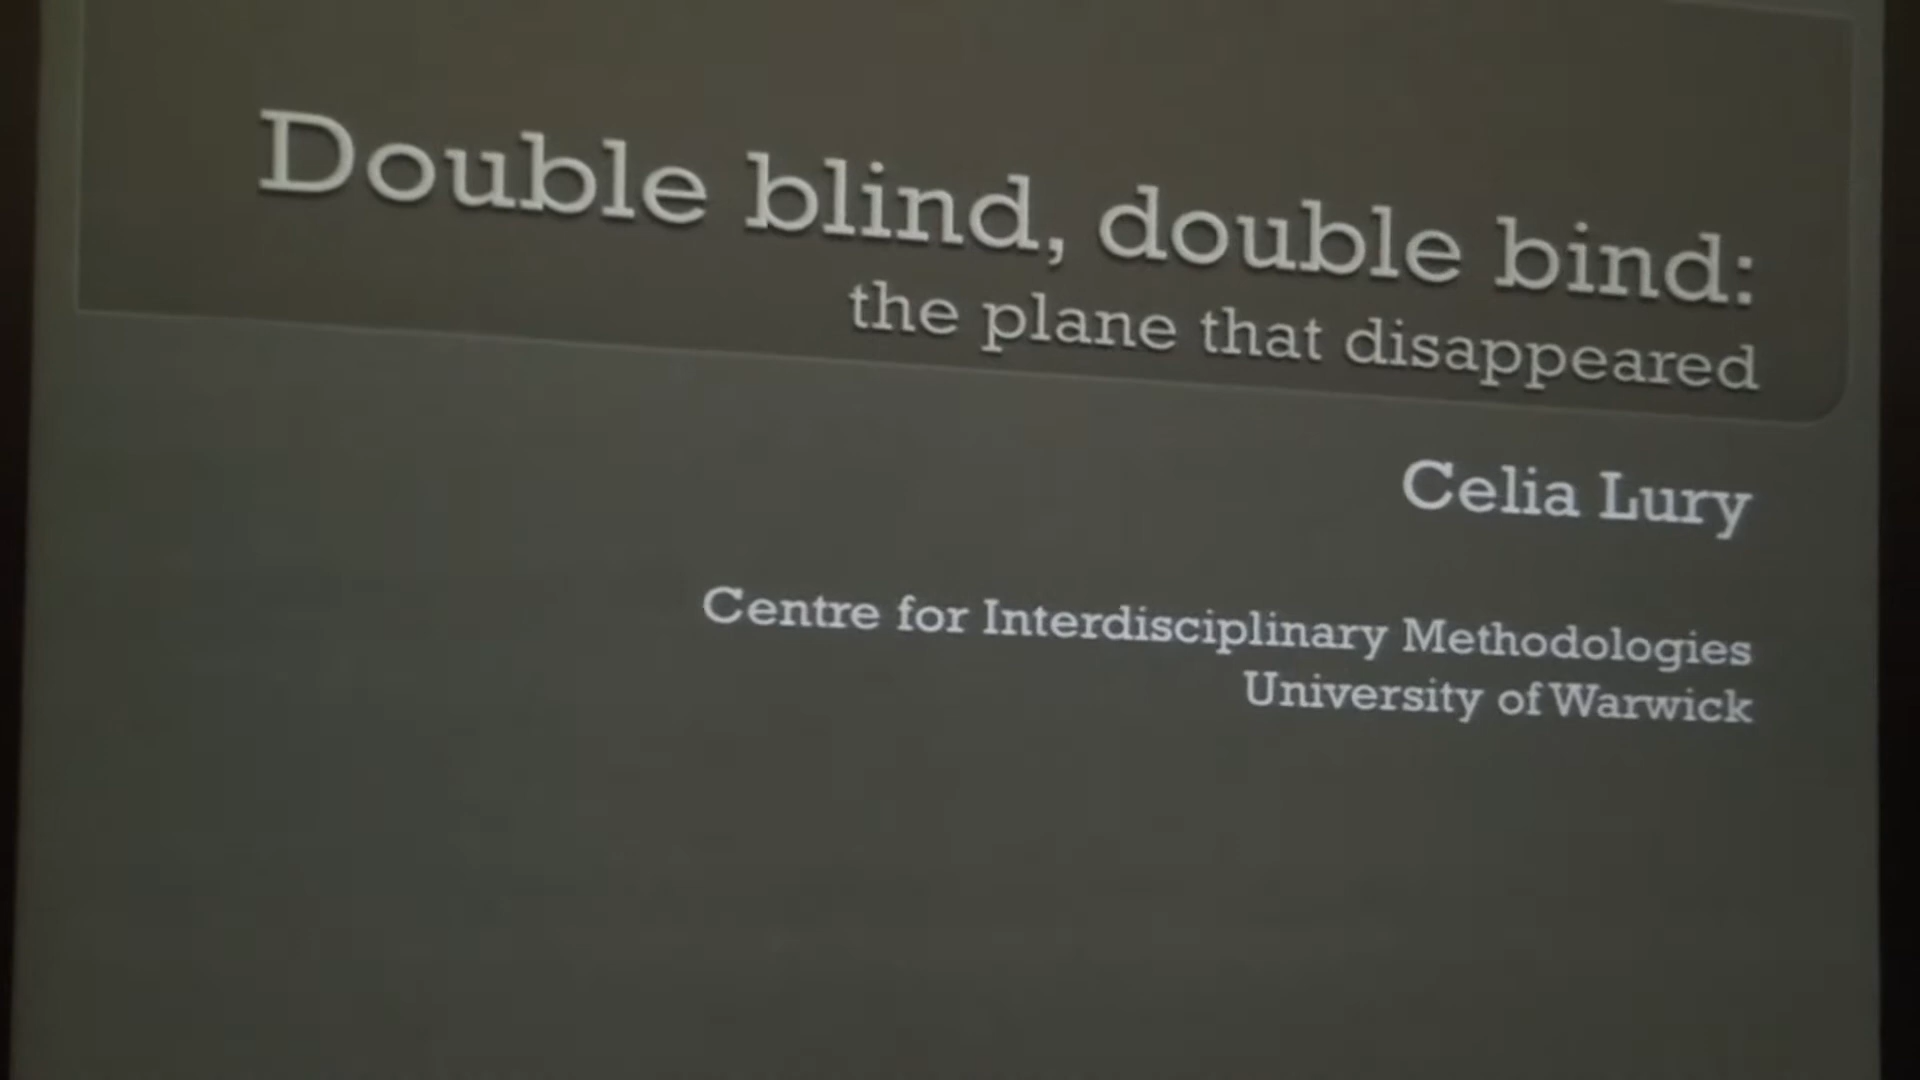 Double blind, double bind:
the plane that disappeared
Celia Lury
Centre for Interdisciplinary Methodologies
University of Warwick